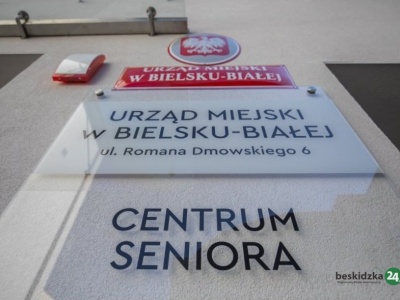 URZĄD MIEJSKI
W BIELSKU-BIAŁEJ
URZĄD MIEJSKI
W BIELSKU-BIAŁEJ
ul. Romana Dmowskiego 6
CENTRUM
SENIORA
beskidzka24